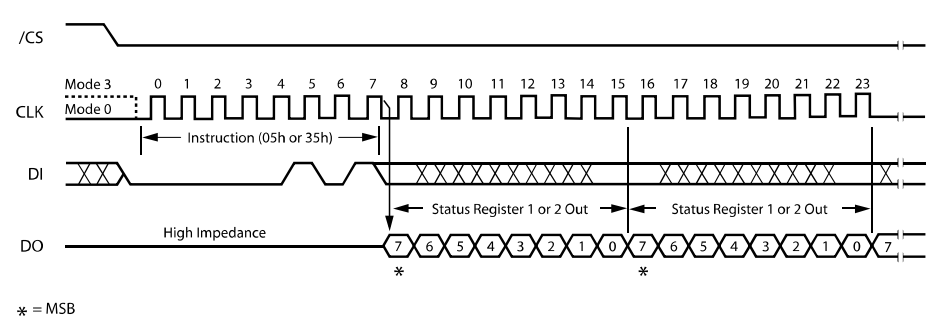 /CS
Mode 3
0 1 2 3 4 5 6 7 8 9 10 11 12 13 14 15 16 17 18 19 20 21 22 23
CLK
Mode 0
Instruction (05h or 35h)
DI
Status Register 1 or 2 Out Status Register 1 or 2 Out
High Impedance
DO
7 6 5 4 3 2 1 0 7 6 5 4 3 2 1 0 7
* *
* = MSB